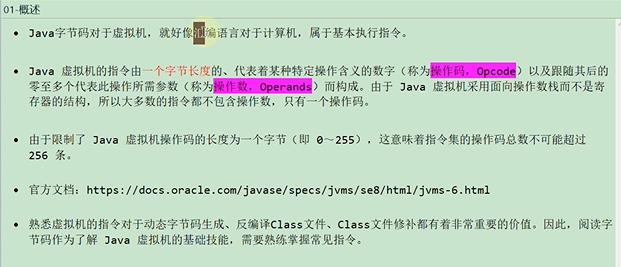 01-概述
Java字节码对于虚拟机，就好像汇编语言对于计算机，属于基本执行指令。
Java 虚拟机的指令由一个字节长度的、代表着某种特定操作含义的数字（称为操作码，Opcode）以及跟随其后的
零至多个代表此操作所需参数（称为操作数，Operands）而构成。由于 Java 虚拟机采用面向操作数栈而不是寄
存器的结构，所以大多数的指令都不包含操作数，只有一个操作码。
由于限制了 Java 虚拟机操作码的长度为一个字节（即 0～255），这意味着指令集的操作码总数不可能超过
256 条。
官方文档：https://docs.oracle.com/javase/specs/jvms/se8/html/jvms-6.html
熟悉虚拟机的指令对于动态字节码生成、反编译Class文件、Class文件修补都有着非常重要的价值。因此，阅读字
节码作为了解 Java 虚拟机的基础技能，需要熟练掌握常见指令。